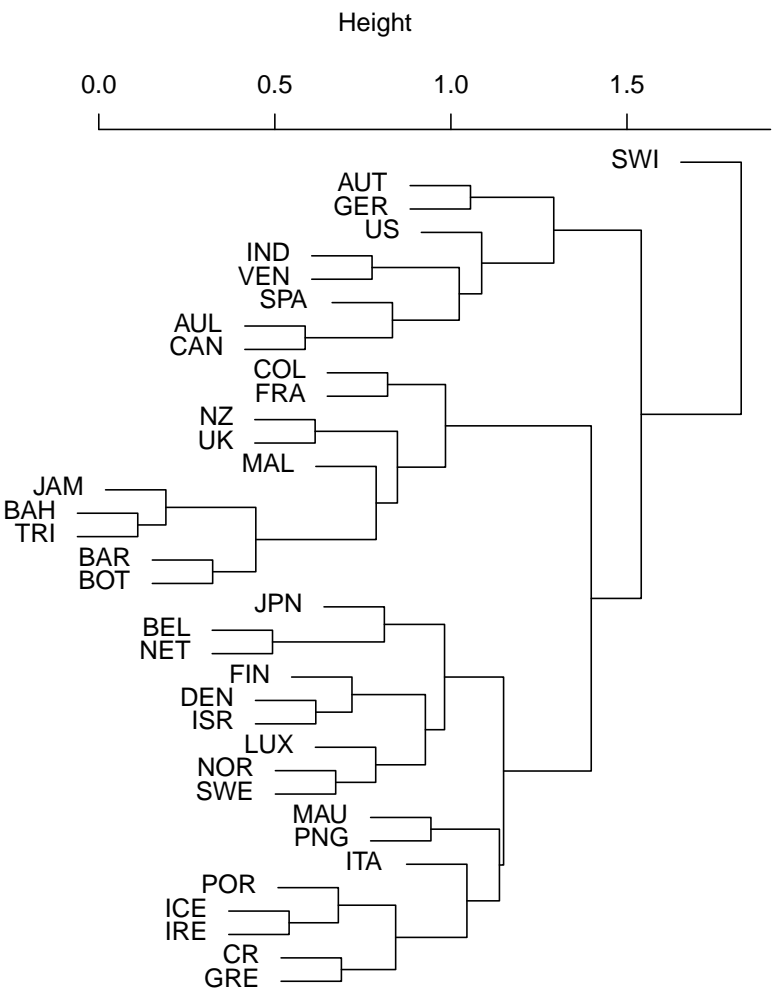 Height
0.0 0.5 1.0 1.5
SWI
AUT
GER
US
IND
VEN
SPA
AUL
CAN
COL
FRA
NZ
UK
MAL
JAM
BAH
TRI
BAR
BOT
JPN
BEL
NET
FIN
DEN
ISR
LUX
NOR
SWE
MAU
PNG
ITA
POR
ICE
IRE
CR
GRE